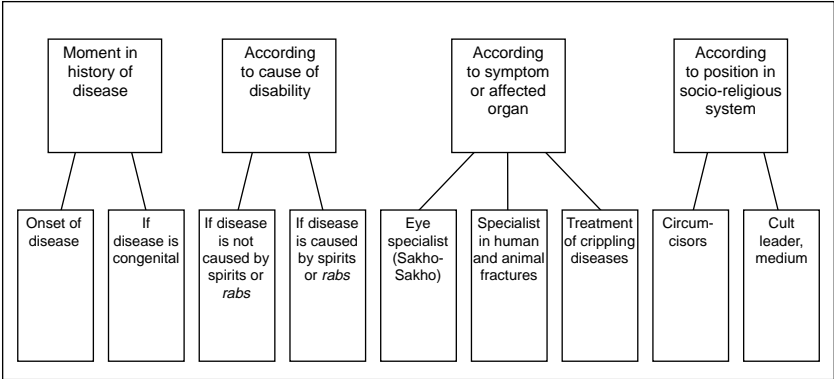 Moment in
history of
disease
According
to cause of
disability
According
to symptom
or affected
organ
According
to position in
socio-religious
system
Onset of
disease
If
disease is
congenital
If disease
is not
caused by
spirits or
rabs
If disease
is caused
by spirits
or rabs
Eye
specialist
(Sakho-
Sakho)
Specialist
in human
and animal
fractures
Treatment
of crippling
diseases
Circum-
cisors
Cult
leader,
medium